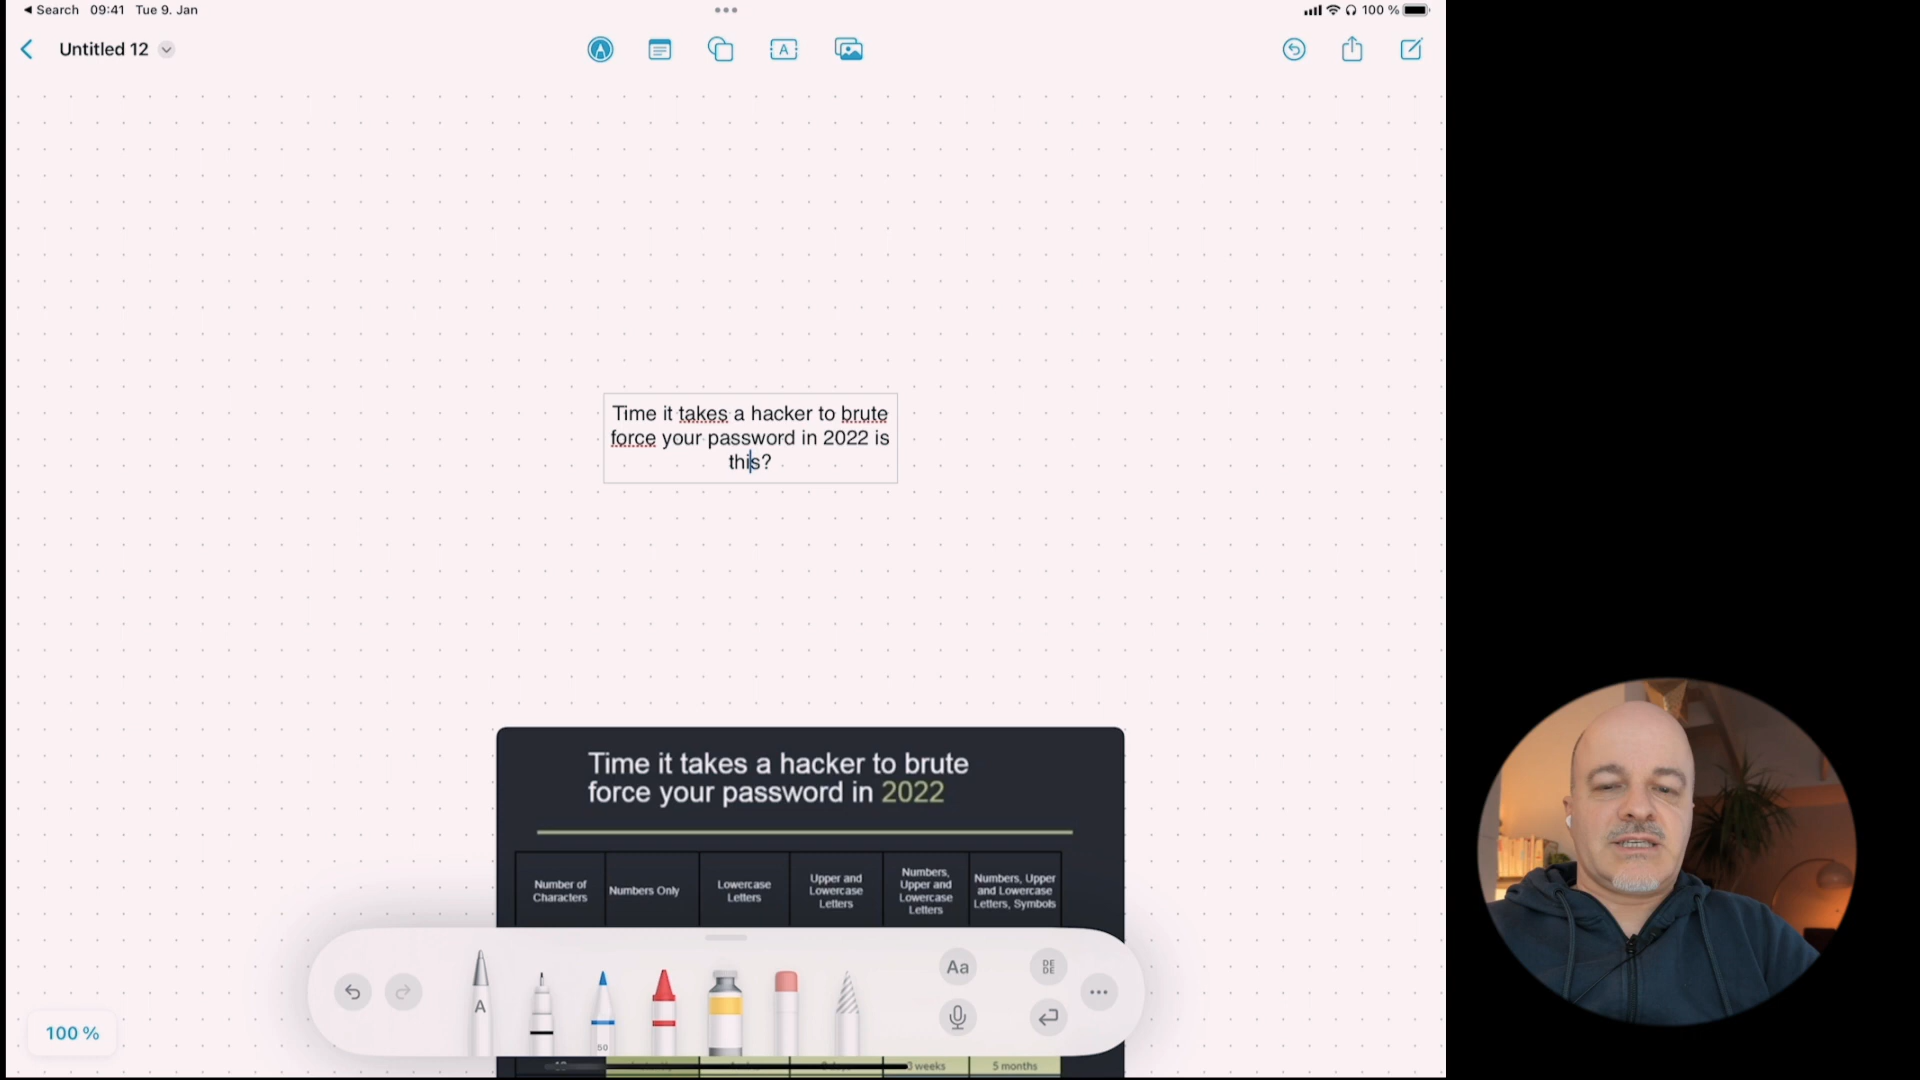 ◀ Search 09:41 Tue 9. Jan
100 %
Untitled 12
A
Time it takes a hacker to brute
force your password in 2022 is
this?
Time it takes a hacker to brute
force your password in 2022
Number of
Characters
Numbers Only
Lowercase
Letters
Upper and
Lowercase
Letters
Numbers,
Upper and
Lowercase
Letters
Numbers, Upper
and Lowercase
Letters, Symbols
A
50
Aa
DE
DE
100 %
weeks
5 months